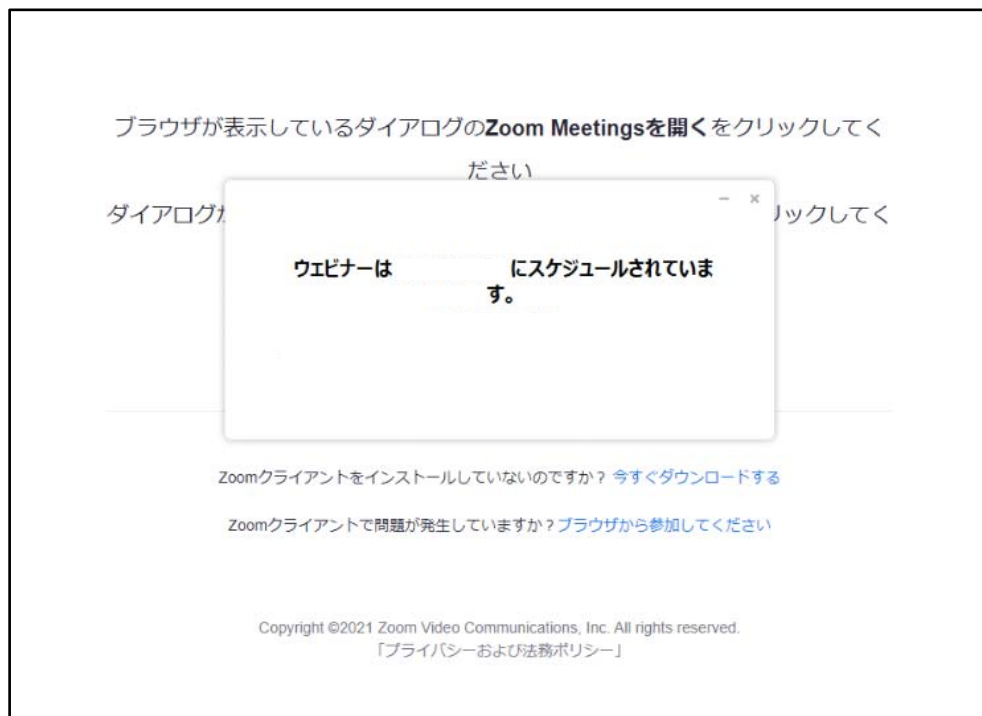 ブラウザが表示しているダイアログのZoom Meetingsを開くをクリックしてく
ださい
ダイアログが
リックしてく
ウェビナーは にスケジュールされていま
す。
Zoomクライアントをインストールしていないのですか？ 今すぐダウンロードする
Zoomクライアントで問題が発生していますか？ブラウザから参加してください
Copyright ©2021 Zoom Video Communications, Inc. All rights reserved.
「プライバシーおよび法務ポリシー」